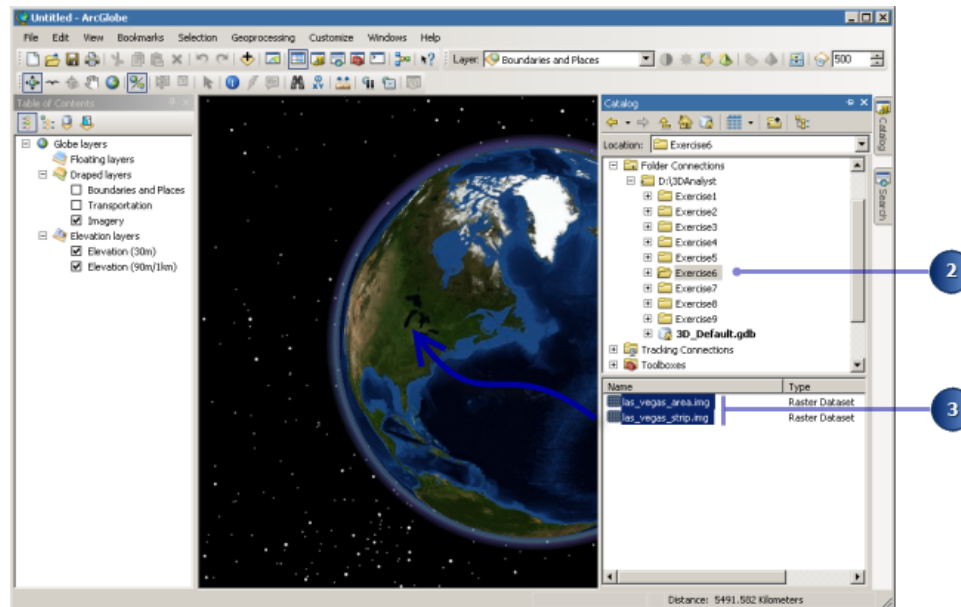 Untitled - ArcGlobe
File Edit View Bookmarks Selection Geoprocessing Customize Windows Help
Layer: Boundaries and Places 500
Table of Contents
Globe layers
Floating layers
Draped layers
Boundaries and Places
Transportation
Imagery
Elevation layers
Elevation (30m)
Elevation (90m/1km)
Catalog
Location: Exercise6
Folder Connections
D:\3DAnalyst
Exercise1
Exercise2
Exercise3
Exercise4
Exercise5
Exercise6
Exercise7
Exercise8
Exercise9
3D_Default.gdb
Tracking Connections
Toolboxes
Name Type
las_vegas_area.img Raster Dataset
las_vegas_strip.img Raster Dataset
Catalog
Search
2
3
Distance: 5491.582 Kilometers